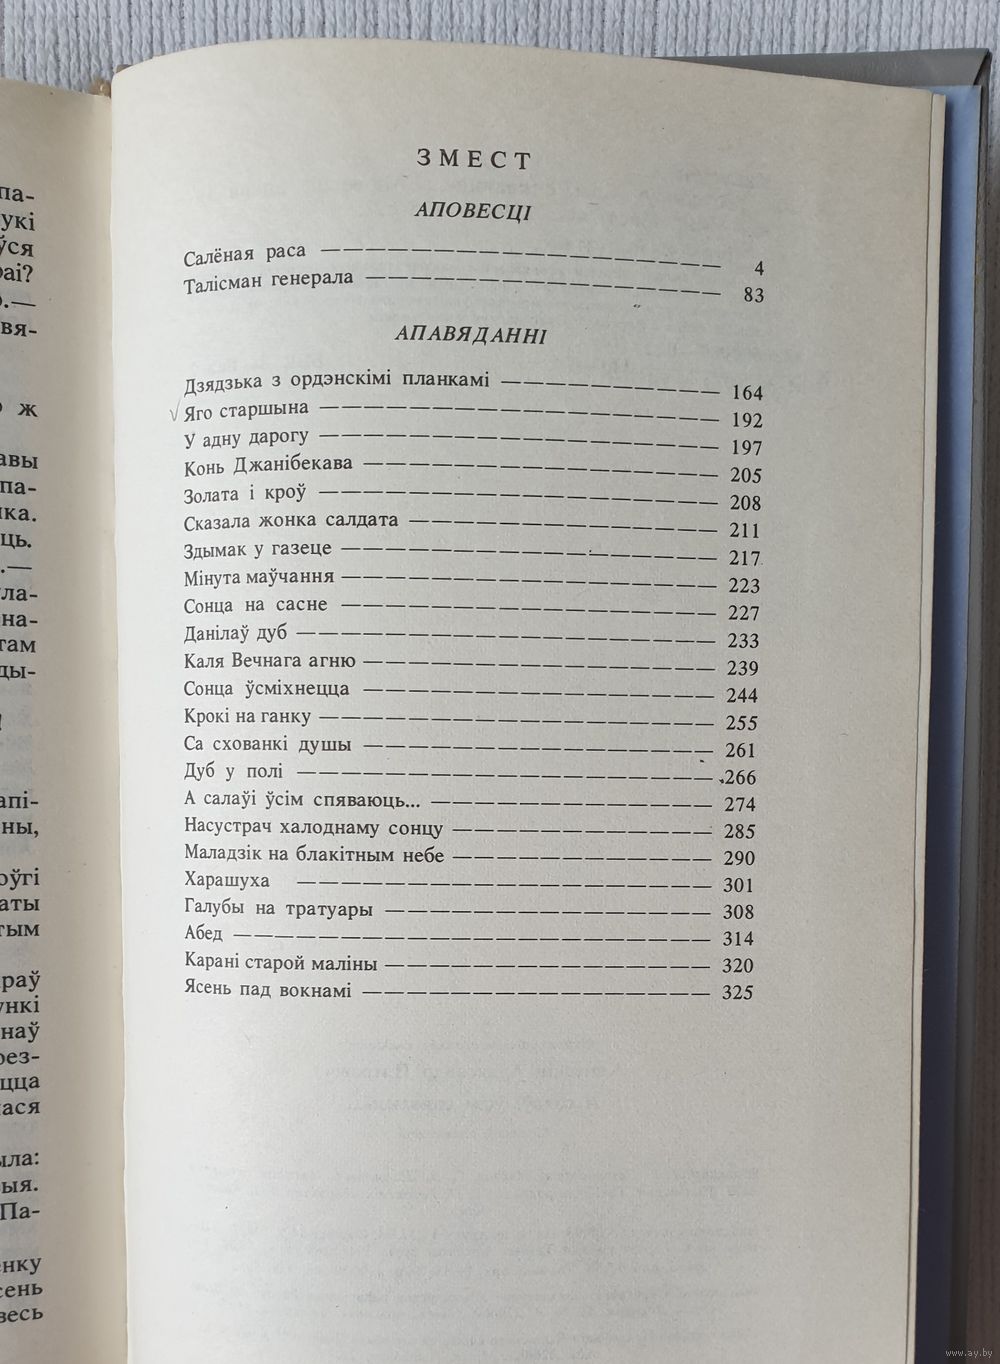 ЗМЕСТ
АПОВЕСЦІ
Салёная раса 4
Талісман генерала 83
АПАВЯДАННІ
Дзядзька з ордэнскімі планкамі 164
Яго старшына 192
У адну дарогу 197
Конь Джанібекава 205
Золата і кроў 208
Сказала жонка салдата 211
Здымак у газеце 217
Мінута маўчання 223
Сонца на сасне 227
Данілаў дуб 233
Каля Вечнага агню 239
Сонца ўсміхнецца 244
Крокі на ганку 255
Са схованкі душы 261
Дуб у полі 266
А салаўі ўсім спяваюць... 274
Насустрач халоднаму сонцу 285
Маладзік на блакітным небе 290
Харашуха 301
Галубы на тратуары 308
Абед 314
Карані старой маліны 320
Ясень пад вокнамі 325
www.ay.by